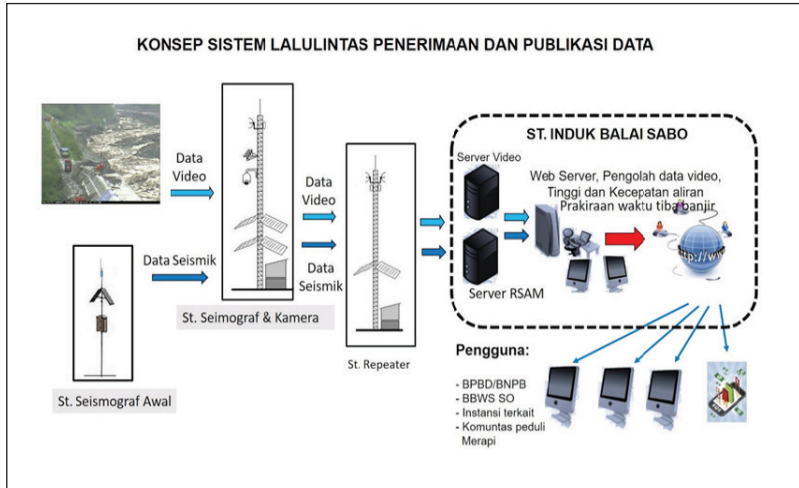 KONSEP SISTEM LALULINTAS PENERIMAAN DAN PUBLIKASI DATA
Data
Video
Data Seismik
St. Seismograf Awal
St. Seimograf & Kamera
Data
Video
Data
Seismik
St. Repeater
ST. INDUK BALAI SABO
Server Video
Web Server, Pengolah data video,
Tinggi dan Kecepatan aliran
Prakiraan waktu tiba banjir
Server RSAM
http://www
Pengguna:
- BPBD/BNPB
- BBWS SO
- Instansi terkait
- Komuntas peduli
Merapi